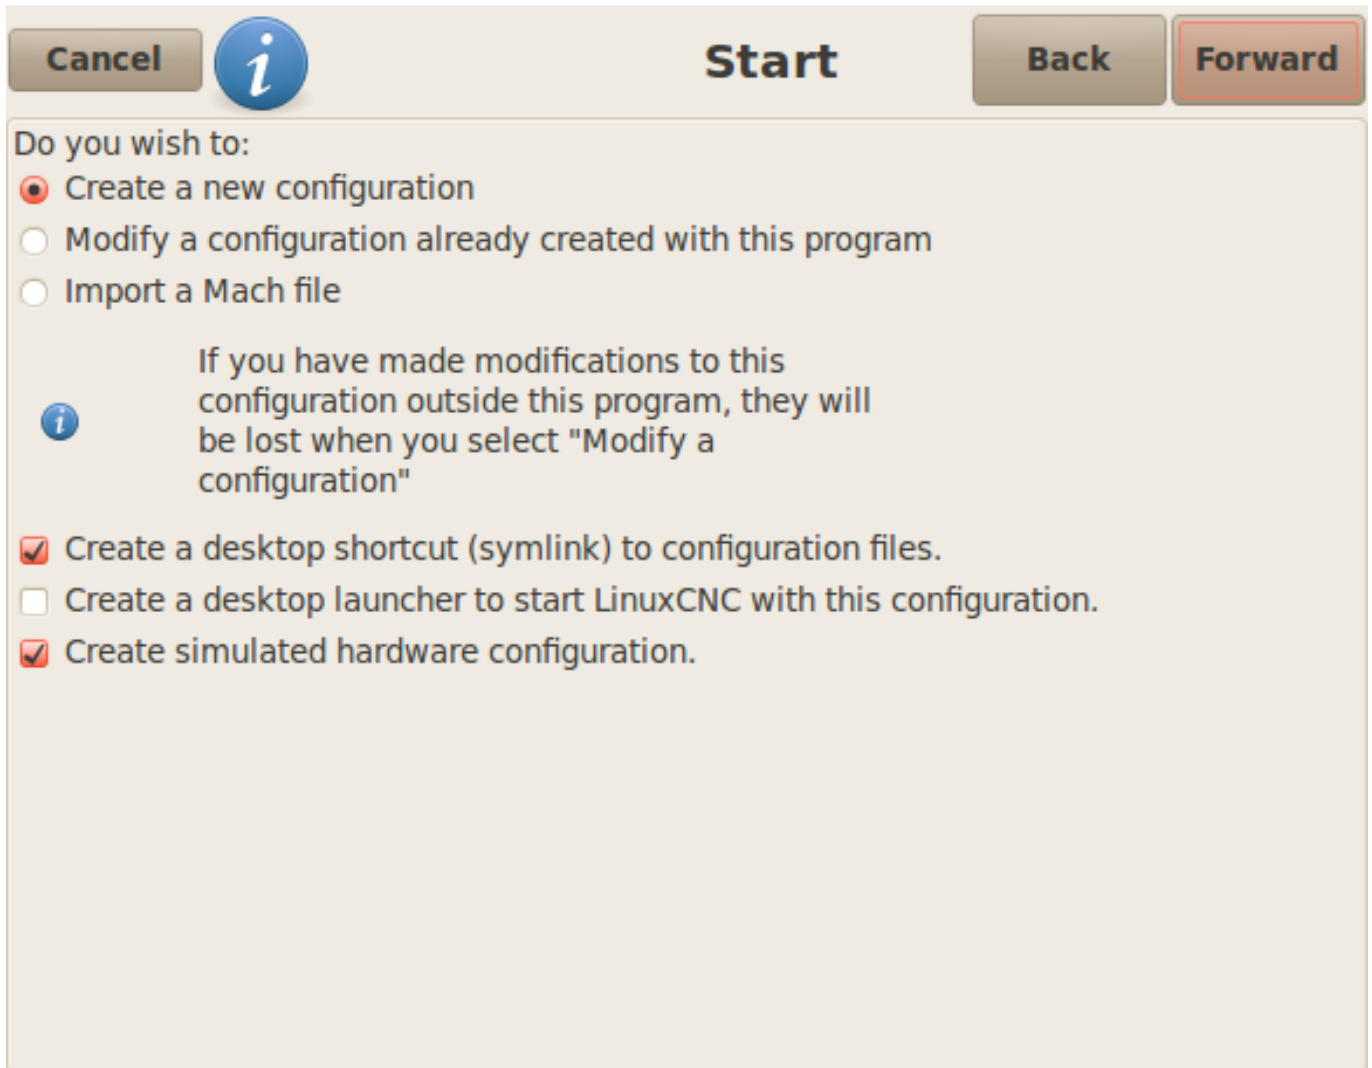 Cancel
i
Start
Back
Forward
Do you wish to:
Create a new configuration
Modify a configuration already created with this program
Import a Mach file
i
If you have made modifications to this
configuration outside this program, they will
be lost when you select "Modify a
configuration"
Create a desktop shortcut (symlink) to configuration files.
Create a desktop launcher to start LinuxCNC with this configuration.
Create simulated hardware configuration.